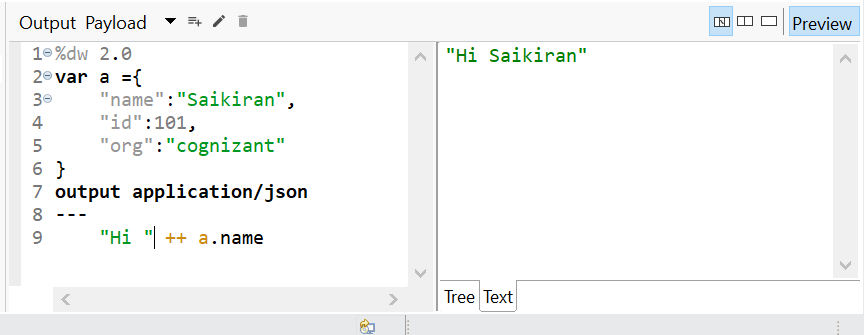 Output Payload
Preview
1 %dw 2.0
2 var a ={
3     "name":"Saikiran",
4     "id":101,
5     "org":"cognizant"
6 }
7 output application/json
8 ---
9     "Hi " ++ a.name
"Hi Saikiran"
Tree Text